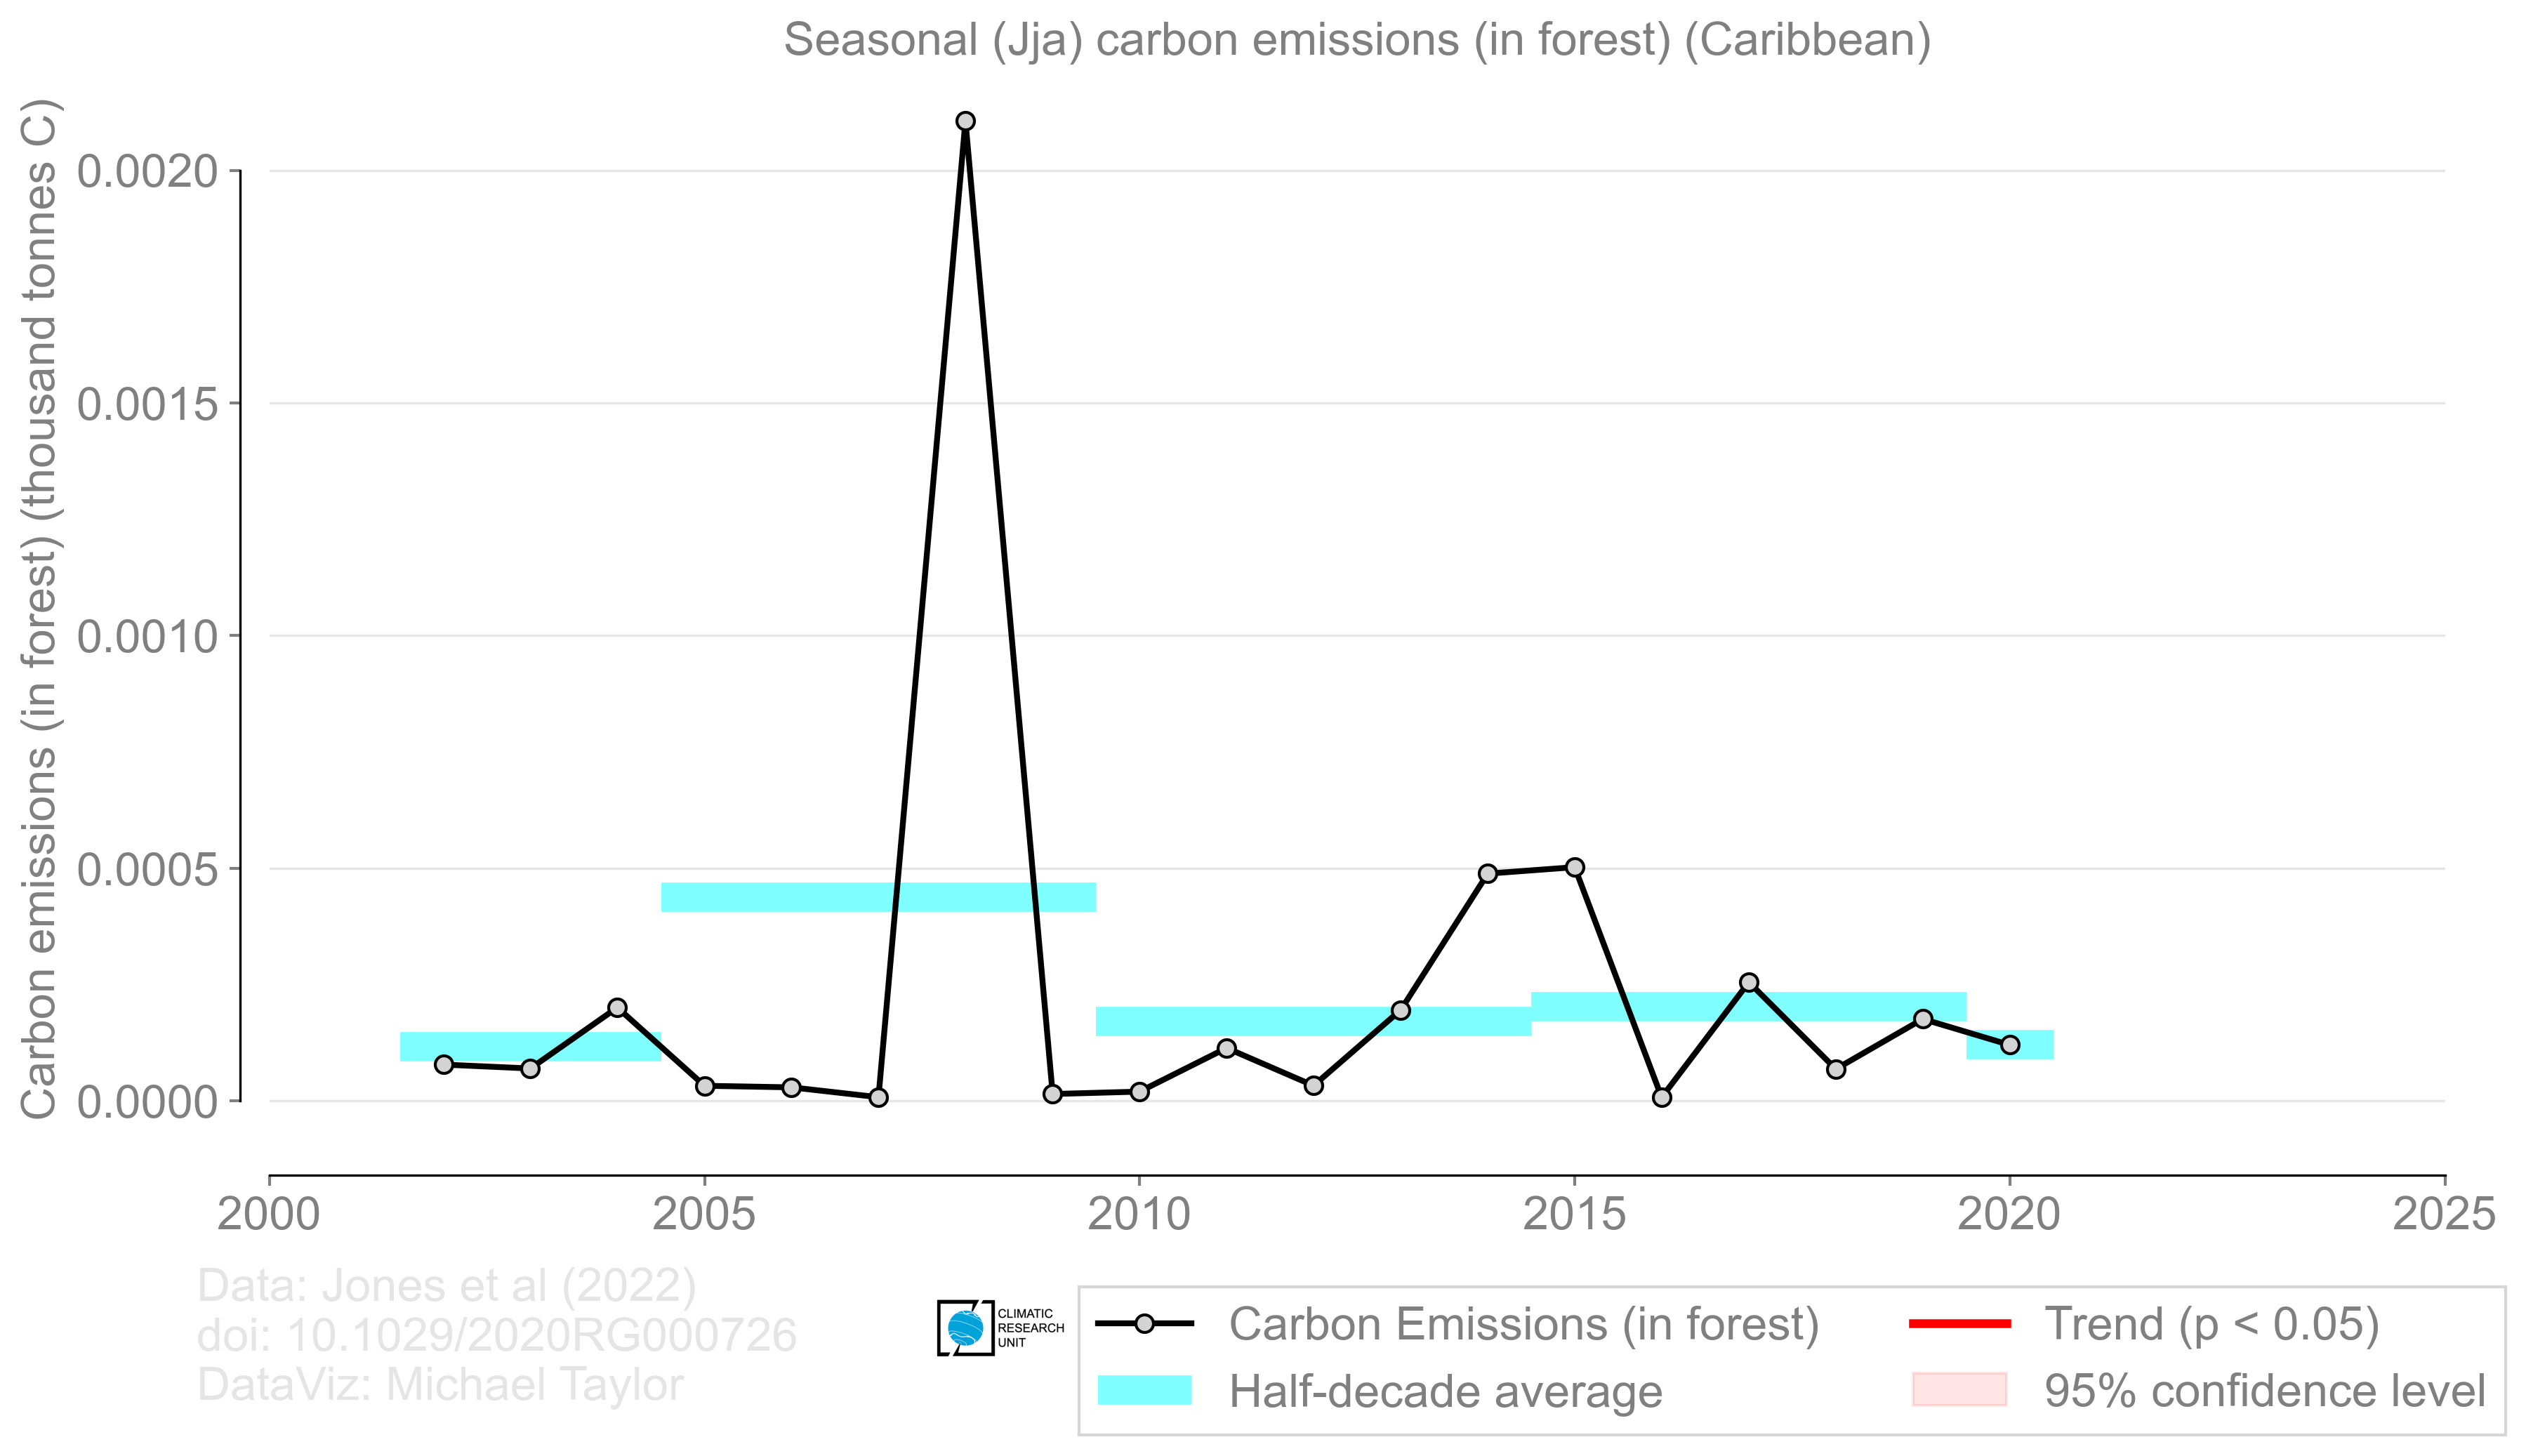 Seasonal (Jja) carbon emissions (in forest) (Caribbean)
Carbon emissions (in forest) (thousand tonnes C)
0.0020
0.0015
0.0010
0.0005
0.0000
2000
2005
2010
2015
2020
2025
Data: Jones et al (2022)
doi: 10.1029/2020RG000726
DataViz: Michael Taylor
CLIMATIC
RESEARCH
UNIT
Carbon Emissions (in forest)
Half-decade average
Trend (p < 0.05)
95% confidence level